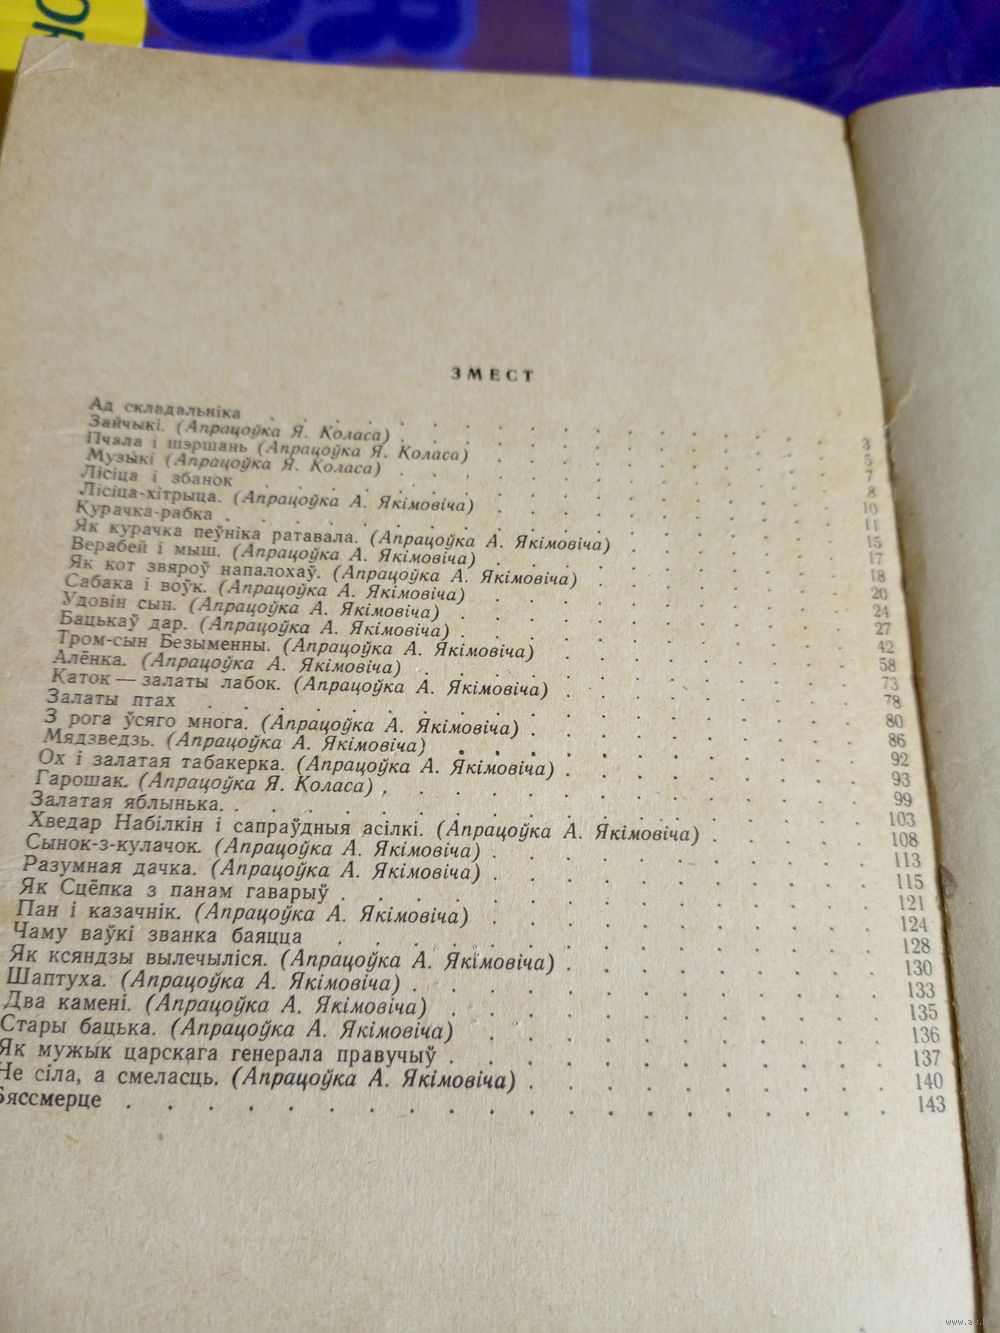 ЗМЕСТ
Ад складальніка . . . . . . . . . . 3
Зайчыкі. (Апрацоўка Я. Коласа) . . . . . . . . 5
Пчала і шэршань (Апрацоўка Я. Коласа) . . . . . . . 7
Музыкі (Апрацоўка Я. Коласа) . . . . . . . . 8
Лісіца і збанок . . . . . . . . . . 10
Лісіца-хітрыца. (Апрацоўка А. Якімовіча) . . . . . . . 11
Курачка-рабка . . . . . . . . . . 15
Як курачка пеўніка ратавала. (Апрацоўка А. Якімовіча) . . . . . 17
Верабей і мыш. (Апрацоўка А. Якімовіча) . . . . . . . 18
Як кот звяроў напалохаў. (Апрацоўка А. Якімовіча) . . . . . 20
Сабака і воўк. (Апрацоўка А. Якімовіча) . . . . . . . 24
Удовін сын. (Апрацоўка А. Якімовіча) . . . . . . . 27
Бацькаў дар. (Апрацоўка А. Якімовіча) . . . . . . . 42
Тром-сын Безыменны. (Апрацоўка А. Якімовіча) . . . . . . 58
Алёнка. (Апрацоўка А. Якімовіча) . . . . . . . . 73
Каток — залаты лабок. (Апрацоўка А. Якімовіча) . . . . . . 78
Залаты птах . . . . . . . . . . 80
З рога ўсяго многа. (Апрацоўка А. Якімовіча) . . . . . . 86
Мядзведзь. (Апрацоўка А. Якімовіча) . . . . . . . 92
Ох і залатая табакерка. (Апрацоўка А. Якімовіча) . . . . . . 93
Гарошак. (Апрацоўка Я. Коласа) . . . . . . . . 99
Залатая яблынька. . . . . . . . . . 103
Хведар Набілкін і сапраўдныя асілкі. (Апрацоўка А. Якімовіча) . . . . 108
Сынок-з-кулачок. (Апрацоўка А. Якімовіча) . . . . . . 113
Разумная дачка. (Апрацоўка А. Якімовіча) . . . . . . 115
Як Сцёпка з панам гаварыў . . . . . . . . 121
Пан і казачнік. (Апрацоўка А. Якімовіча) . . . . . . 124
Чаму ваўкі званка баяцца . . . . . . . . 128
Як ксяндзы вылечыліся. (Апрацоўка А. Якімовіча) . . . . . 130
Шаптуха. (Апрацоўка А. Якімовіча) . . . . . . . 133
Два камені. (Апрацоўка А. Якімовіча) . . . . . . . 135
Стары бацька. (Апрацоўка А. Якімовіча) . . . . . . 136
Як мужык царскага генерала правучыў . . . . . . . 137
Не сіла, а смеласць. (Апрацоўка А. Якімовіча) . . . . . . 140
Бяссмерце . . . . . . . . . . 143